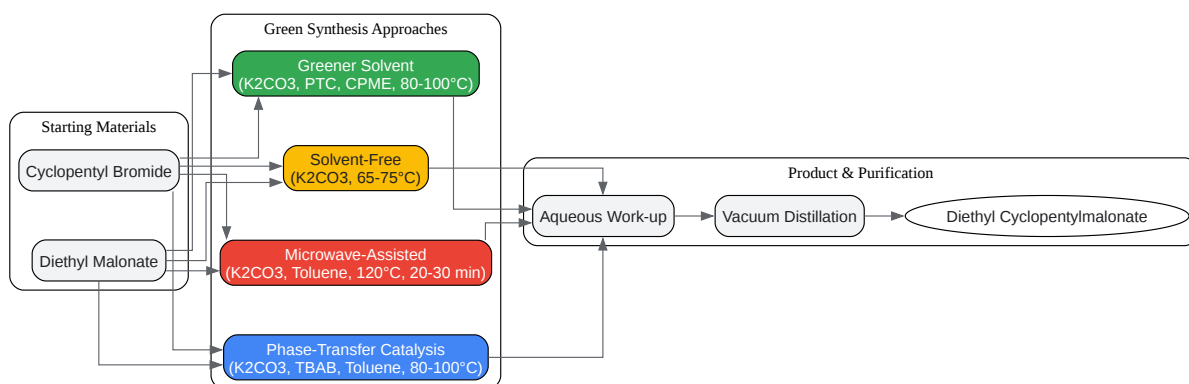 Green Synthesis Approaches
Greener Solvent
(K2CO3, PTC, CPME, 80-100°C)
Starting Materials
Cyclopentyl Bromide
Solvent-Free
(K2CO3, 65-75°C)
Product & Purification
Aqueous Work-up
Vacuum Distillation
Diethyl Cyclopentylmalonate
Diethyl Malonate
Microwave-Assisted
(K2CO3, Toluene, 120°C, 20-30 min)
Phase-Transfer Catalysis
(K2CO3, TBAB, Toluene, 80-100°C)